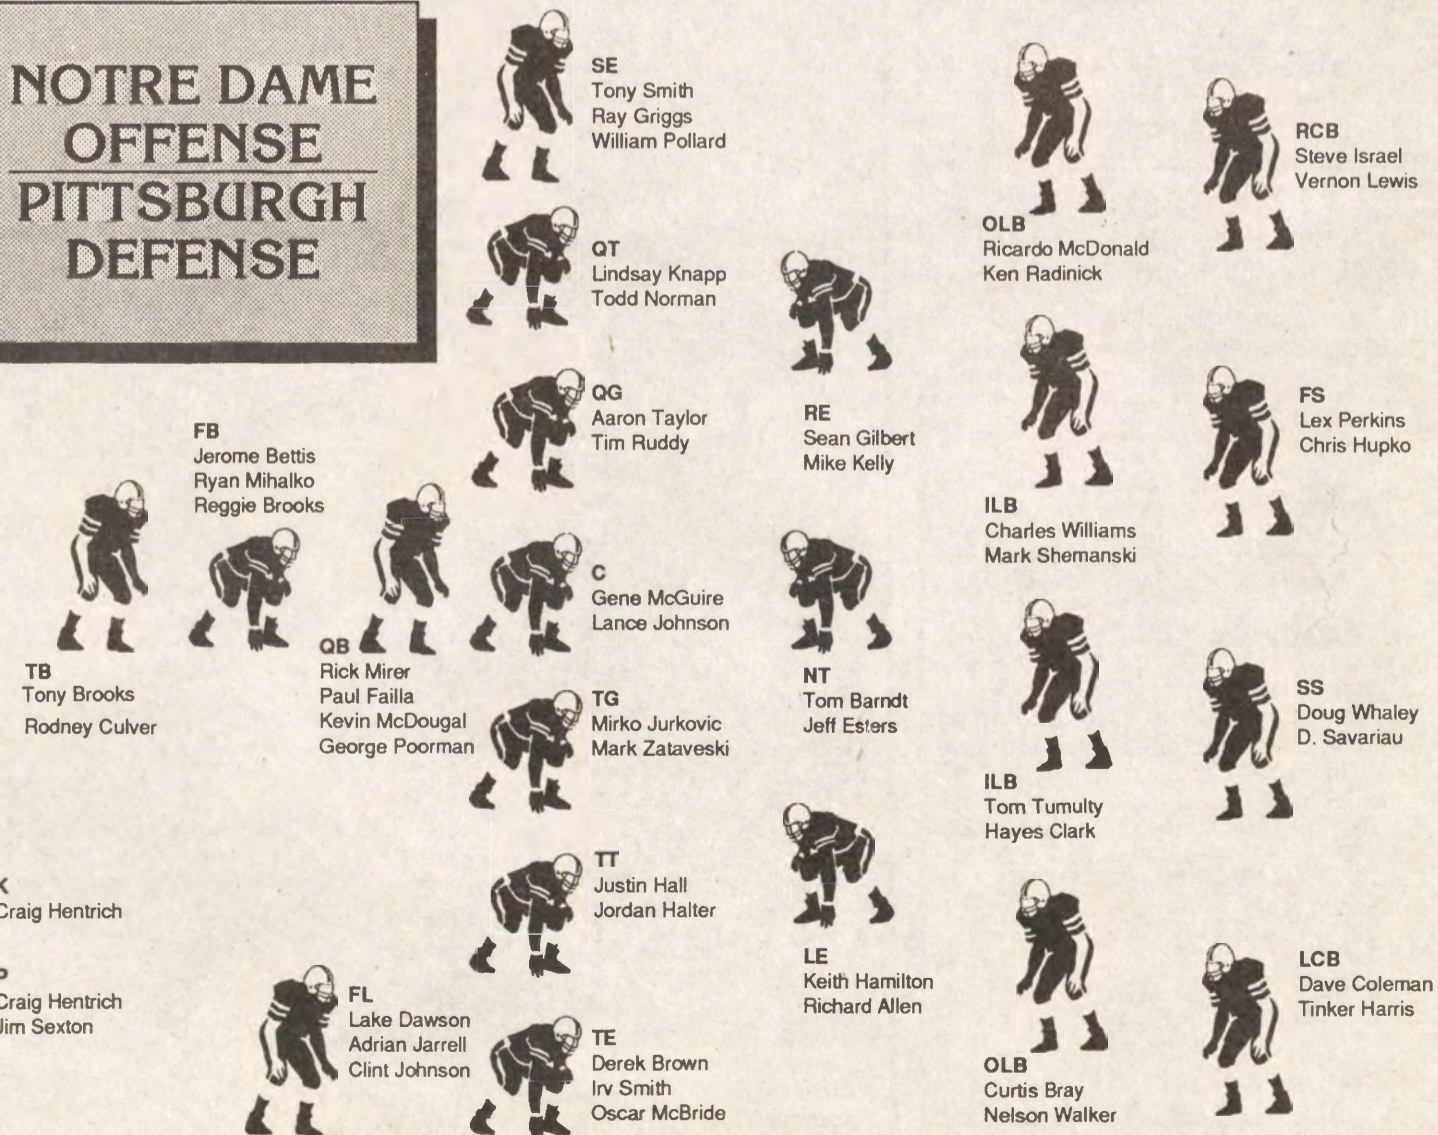 NOTRE DAME
OFFENSE
PITTSBURGH
DEFENSE
SE
Tony Smith
Ray Griggs
William Pollard
QT
Lindsay Knapp
Todd Norman
QG
Aaron Taylor
Tim Ruddy
C
Gene McGuire
Lance Johnson
TG
Mirko Jurkovic
Mark Zataveski
TT
Justin Hall
Jordan Halter
TE
Derek Brown
Irv Smith
Oscar McBride
FB
Jerome Bettis
Ryan Mihalko
Reggie Brooks
TB
Tony Brooks
Rodney Culver
QB
Rick Mirer
Paul Failla
Kevin McDougal
George Poorman
FL
Lake Dawson
Adrian Jarrell
Clint Johnson
K
Craig Hentrich
P
Craig Hentrich
Jim Sexton
RE
Sean Gilbert
Mike Kelly
NT
Tom Barndt
Jeff Esters
LE
Keith Hamilton
Richard Allen
OLB
Ricardo McDonald
Ken Radinick
ILB
Charles Williams
Mark Shemanski
ILB
Tom Tumulty
Hayes Clark
OLB
Curtis Bray
Nelson Walker
RCB
Steve Israel
Vernon Lewis
FS
Lex Perkins
Chris Hupko
SS
Doug Whaley
D. Savariau
LCB
Dave Coleman
Tinker Harris